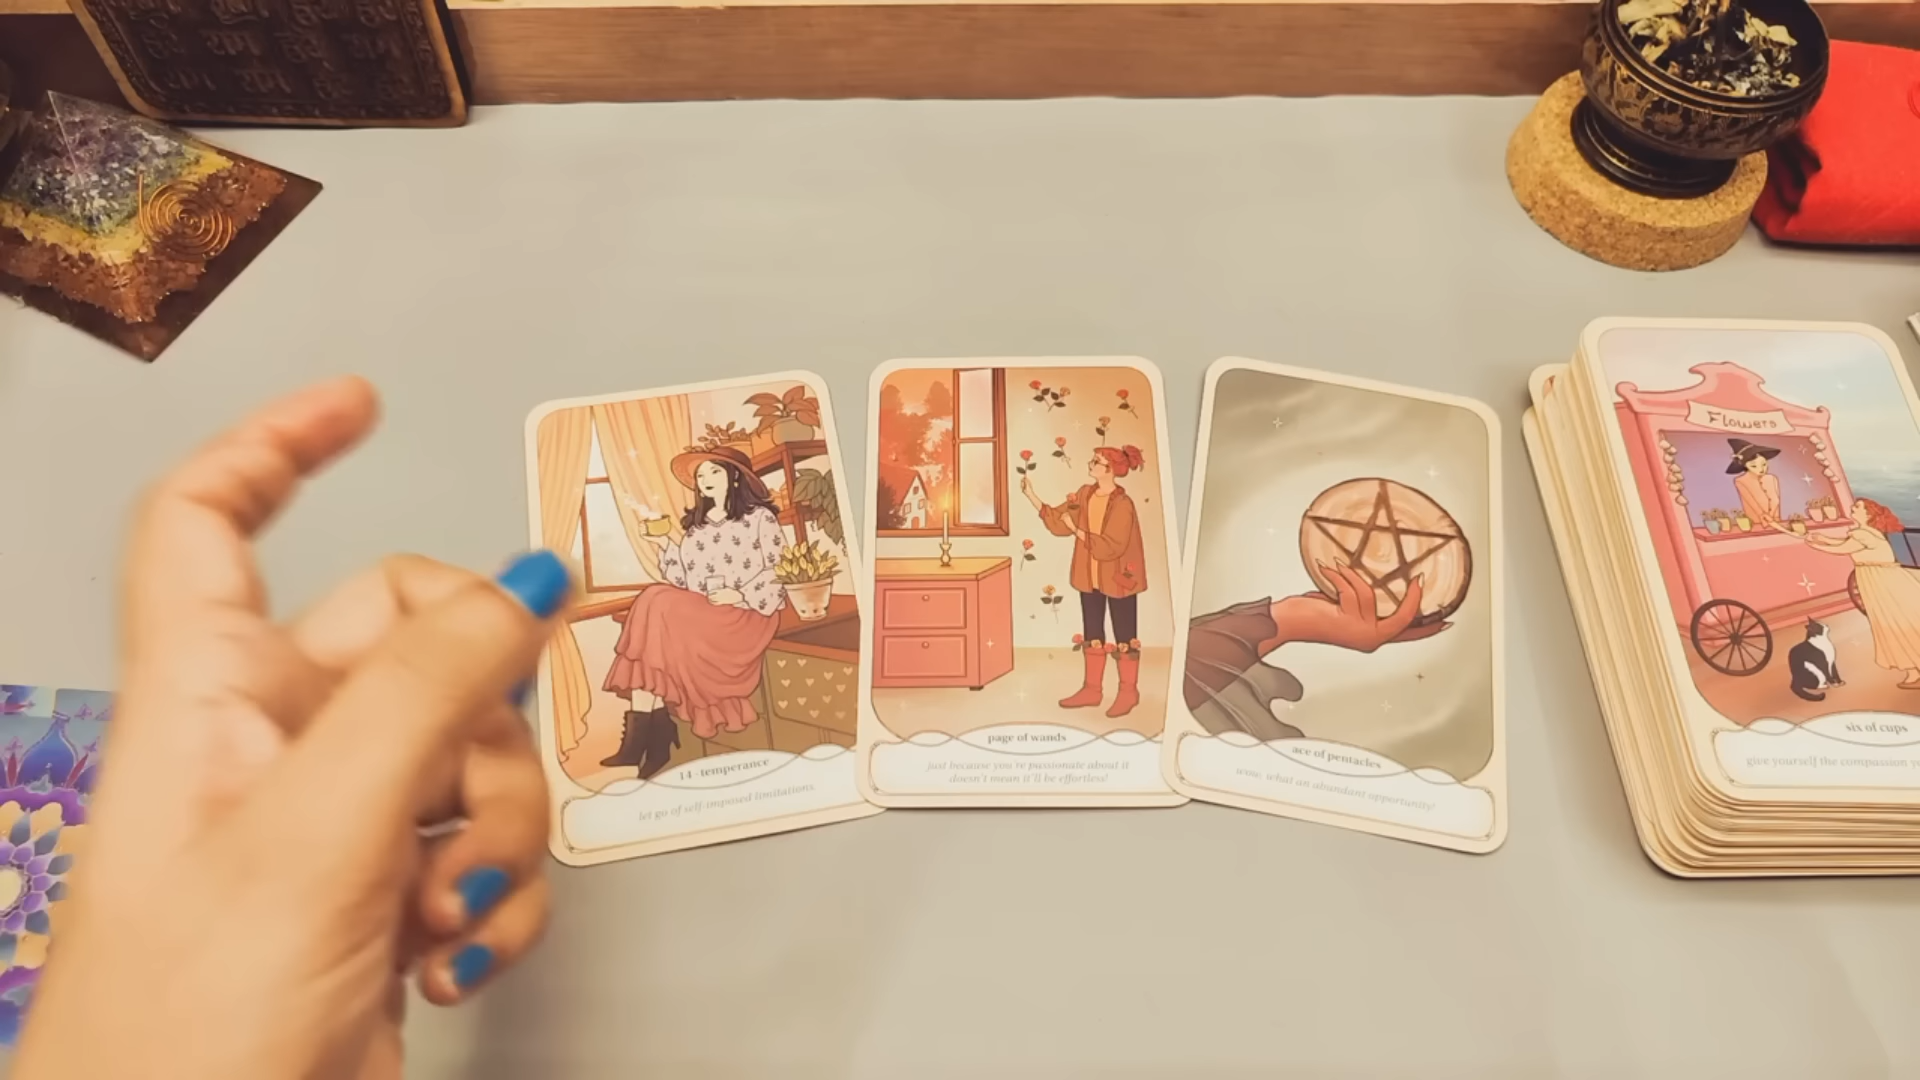 Flowers
14 · temperance
let go of self-imposed limitations.
page of wands
just because you're passionate about it
doesn't mean it'll be effortless!
ace of pentacles
wow, what an abundant opportunity!
six of cups
give yourself the compassion